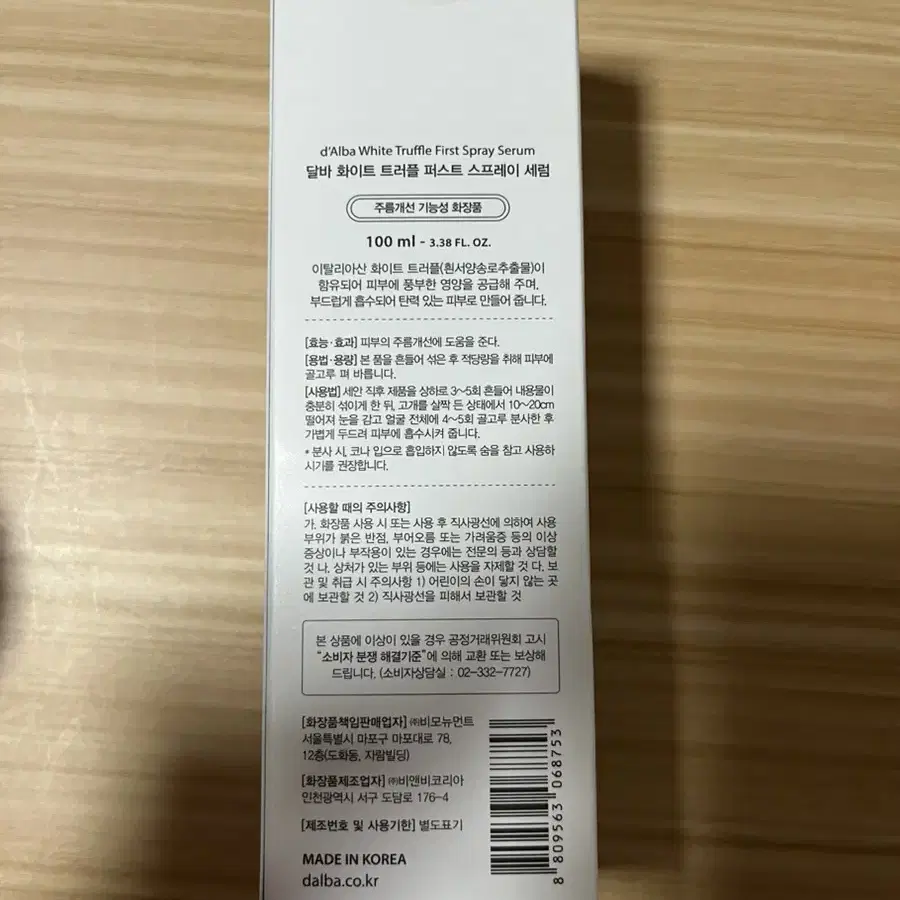 d'Alba White Truffle First Spray Serum
달바 화이트 트러플 퍼스트 스프레이 세럼
주름개선 기능성 화장품
100 ml - 3.38 FL. OZ.
이탈리아산 화이트 트러플(흰서양송로추출물)이
함유되어 피부에 풍부한 영양을 공급해 주며,
부드럽게 흡수되어 탄력 있는 피부로 만들어 줍니다.
[효능·효과] 피부의 주름개선에 도움을 준다.
[용법·용량] 본 품을 흔들어 섞은 후 적당량을 취해 피부에
골고루 펴 바릅니다.
[사용법] 세안 직후 제품을 상하로 3~5회 흔들어 내용물이
충분히 섞이게 한 뒤, 고개를 살짝 든 상태에서 10~20cm
떨어져 눈을 감고 얼굴 전체에 4~5회 골고루 분사한 후
가볍게 두드려 피부에 흡수시켜 줍니다.
* 분사 시, 코나 입으로 흡입하지 않도록 숨을 참고 사용하
시기를 권장합니다.
[사용할 때의 주의사항]
가. 화장품 사용 시 또는 사용 후 직사광선에 의하여 사용
부위가 붉은 반점, 부어오름 또는 가려움증 등의 이상
증상이나 부작용이 있는 경우에는 전문의 등과 상담할
것 나. 상처가 있는 부위 등에는 사용을 자제할 것 다. 보
관 및 취급 시 주의사항 1) 어린이의 손이 닿지 않는 곳
에 보관할 것 2) 직사광선을 피해서 보관할 것
본 상품에 이상이 있을 경우 공정거래위원회 고시
"소비자 분쟁 해결기준"에 의해 교환 또는 보상해
드립니다. (소비자상담실 : 02-332-7727)
[화장품책임판매업자] ㈜비모뉴먼트
서울특별시 마포구 마포대로 78,
12층(도화동, 자람빌딩)
[화장품제조업자] ㈜비앤비코리아
인천광역시 서구 도담로 176-4
[제조번호 및 사용기한] 별도표기
MADE IN KOREA
dalba.co.kr
8 809563 068753